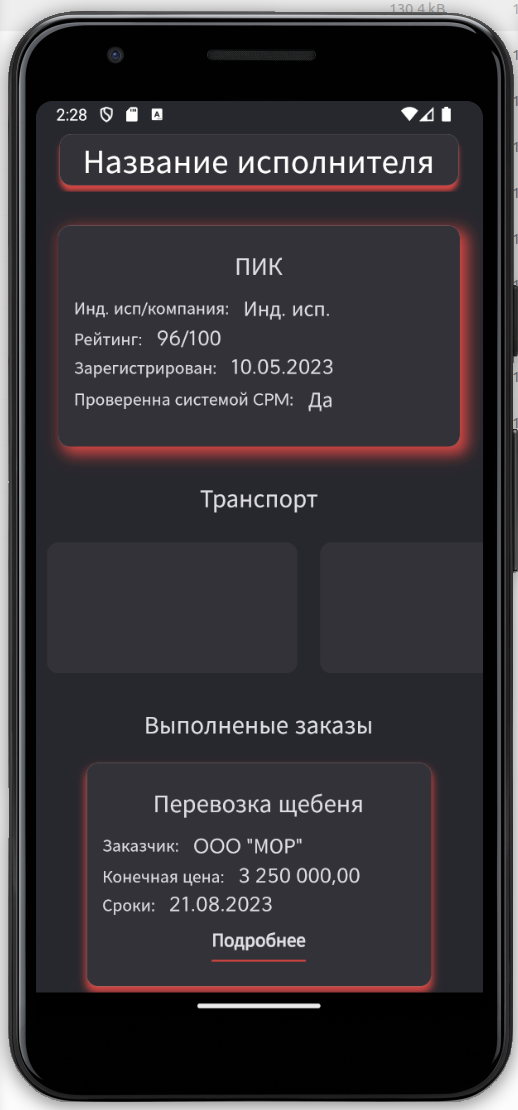 130.4 kB
2:28
Название исполнителя
ПИК
Инд. исп/компания: Инд. исп.
Рейтинг: 96/100
Зарегистрирован: 10.05.2023
Проверенна системой СРМ: Да
Транспорт
Выполненые заказы
Перевозка щебеня
Заказчик: ООО "МОР"
Конечная цена: 3 250 000,00
Сроки: 21.08.2023
Подробнее